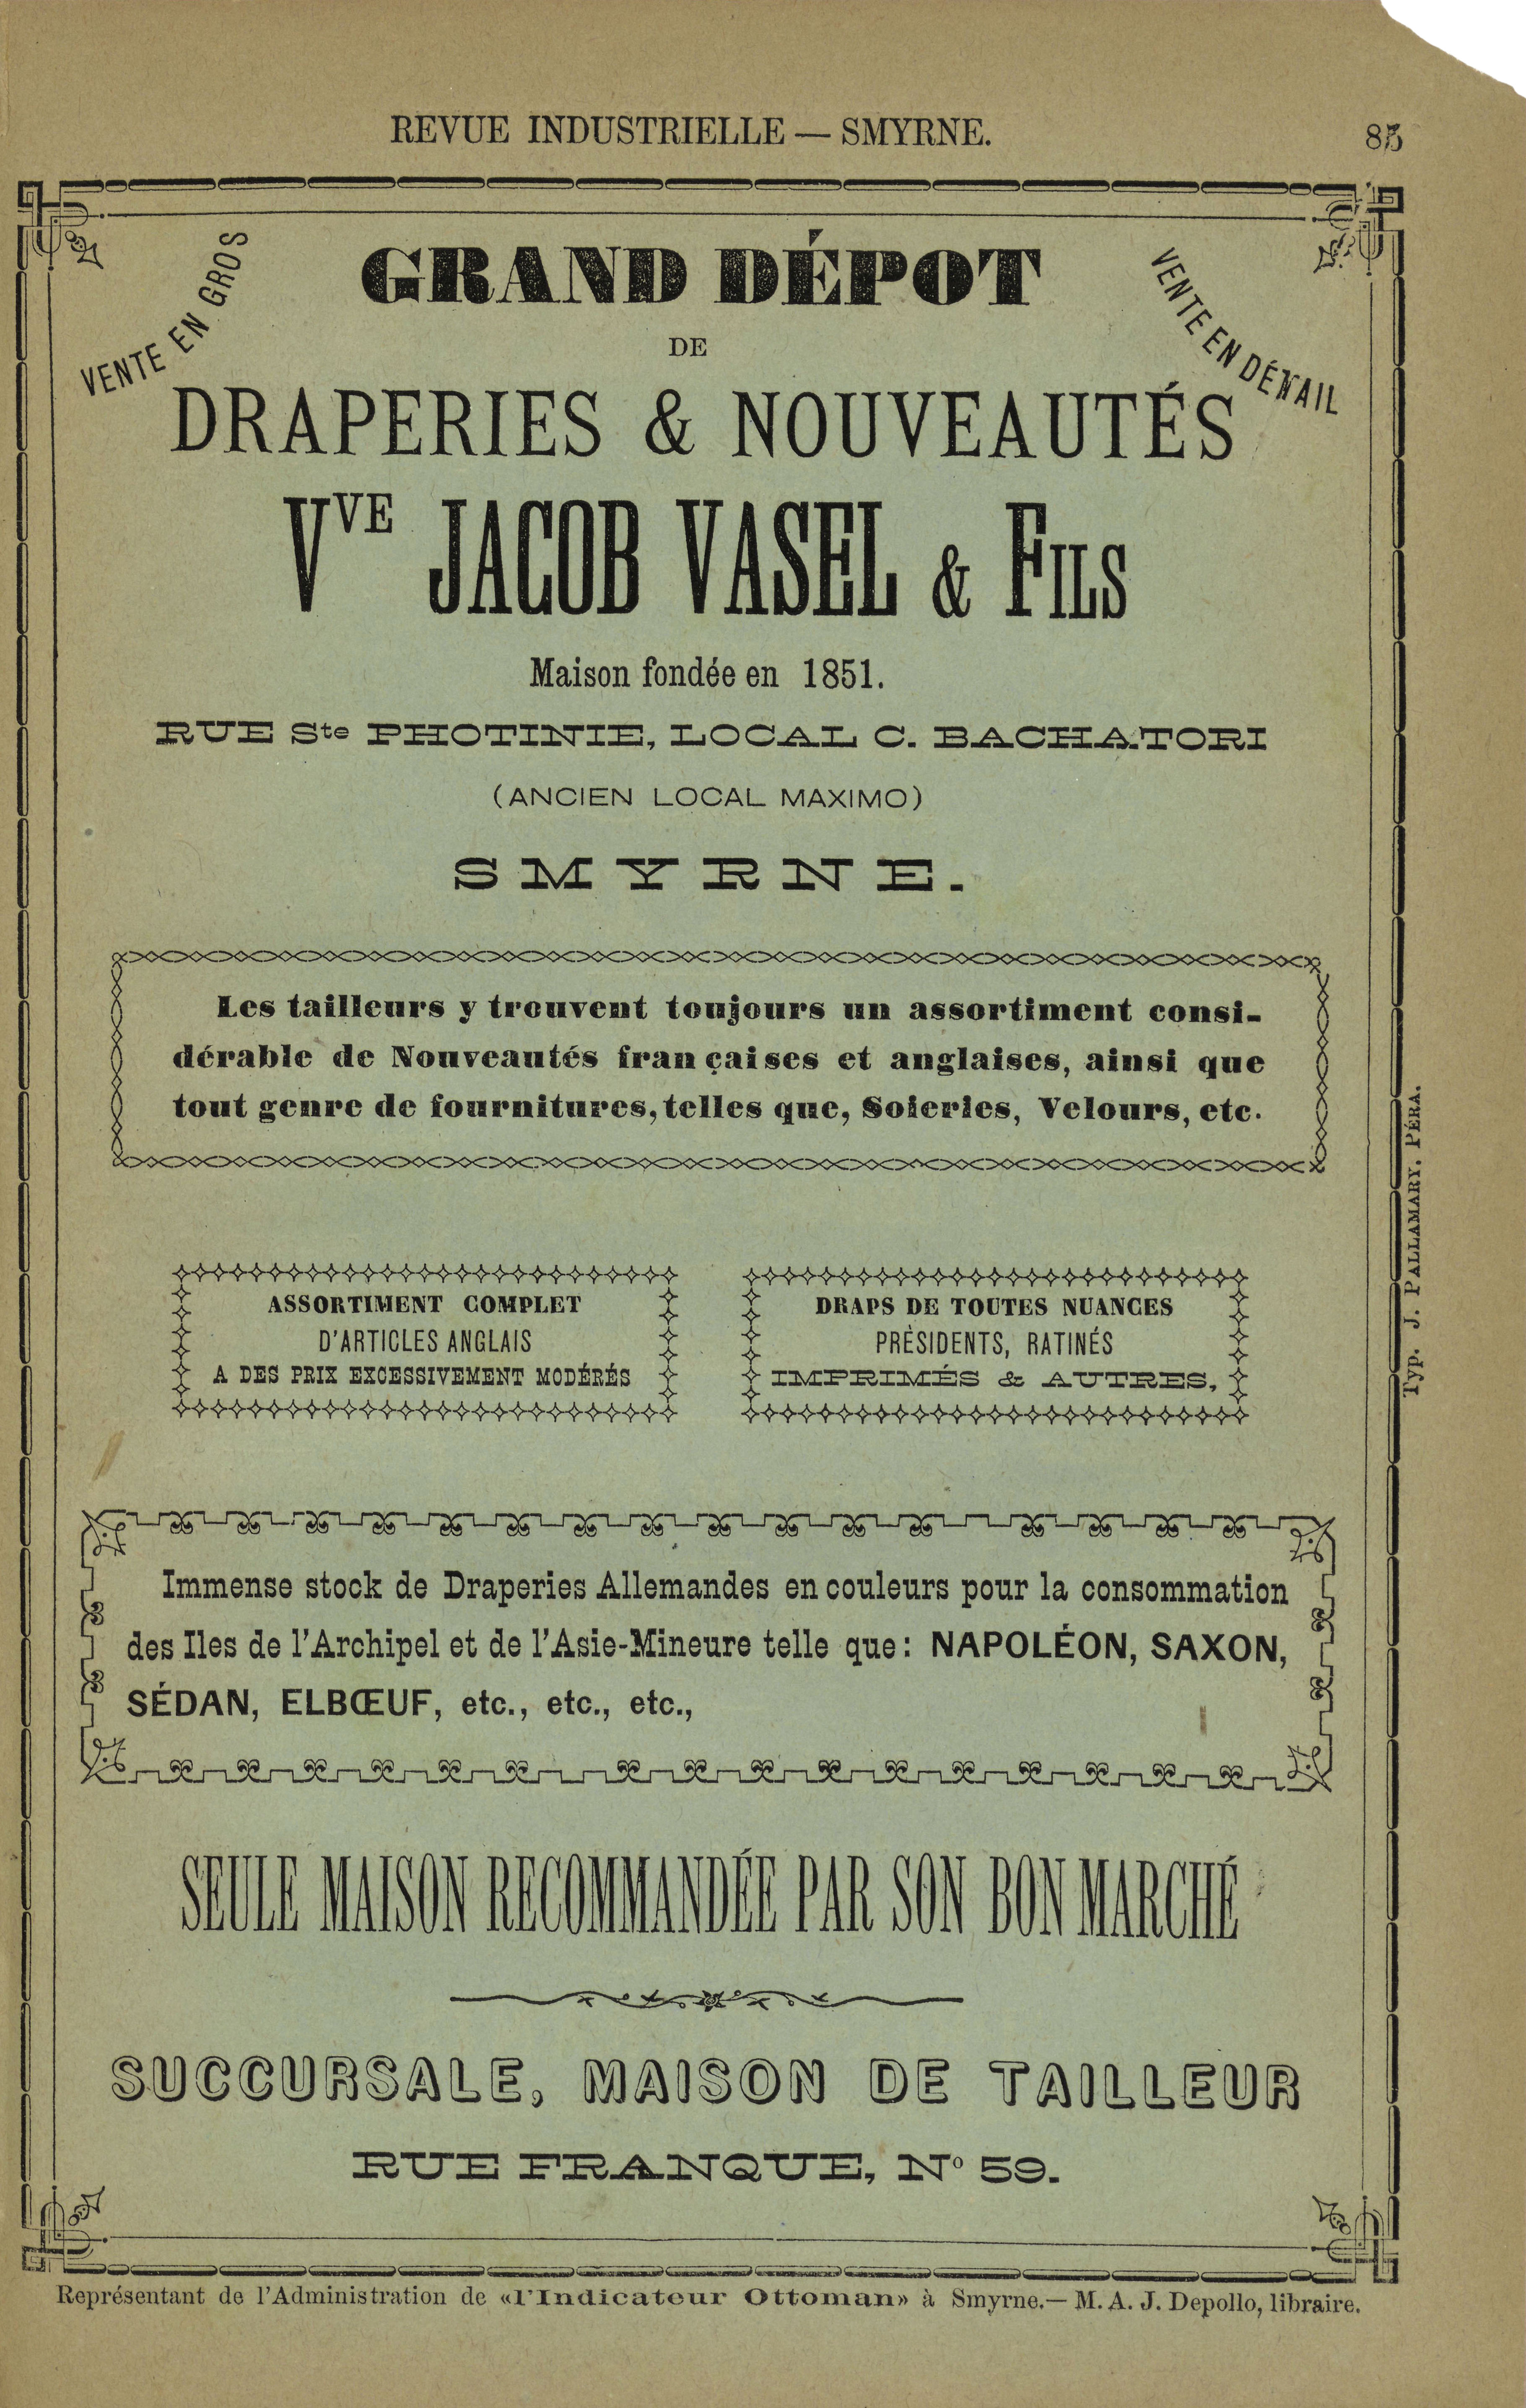 REVUE INDUSTRIELLE — SMYRNE.
VENTE EN GROS
VENTE EN DÉTAIL
GRAND DÉPOT
DE
DRAPERIES & NOUVEAUTÉS
VVE JACOB VASEL & FILS
Maison fondée en 1851.
RUE Ste PHOTINIE, LOCAL C. BACHATORI
(ANCIEN LOCAL MAXIMO)
SMYRNE.
Les tailleurs y trouvent toujours un assortiment consi-
dérable de Nouveautés françaises et anglaises, ainsi que
tout genre de fournitures, telles que, Soieries, Velours, etc.
ASSORTIMENT COMPLET
D'ARTICLES ANGLAIS
A DES PRIX EXCESSIVEMENT MODÉRÉS
DRAPS DE TOUTES NUANCES
PRÈSIDENTS, RATINÉS
IMPRIMÉS & AUTRES,
Typ. J. PALLAMARY. PÉRA.
Immense stock de Draperies Allemandes en couleurs pour la consommation
des Iles de l'Archipel et de l'Asie-Mineure telle que: NAPOLÉON, SAXON,
SÉDAN, ELBŒUF, etc., etc., etc.,
SEULE MAISON RECOMMANDÉE PAR SON BON MARCHÉ
SUCCURSALE, MAISON DE TAILLEUR
RUE FRANQUE, No 59.
Représentant de l'Administration de «l'Indicateur Ottoman» à Smyrne.— M. A. J. Depollo, libraire.